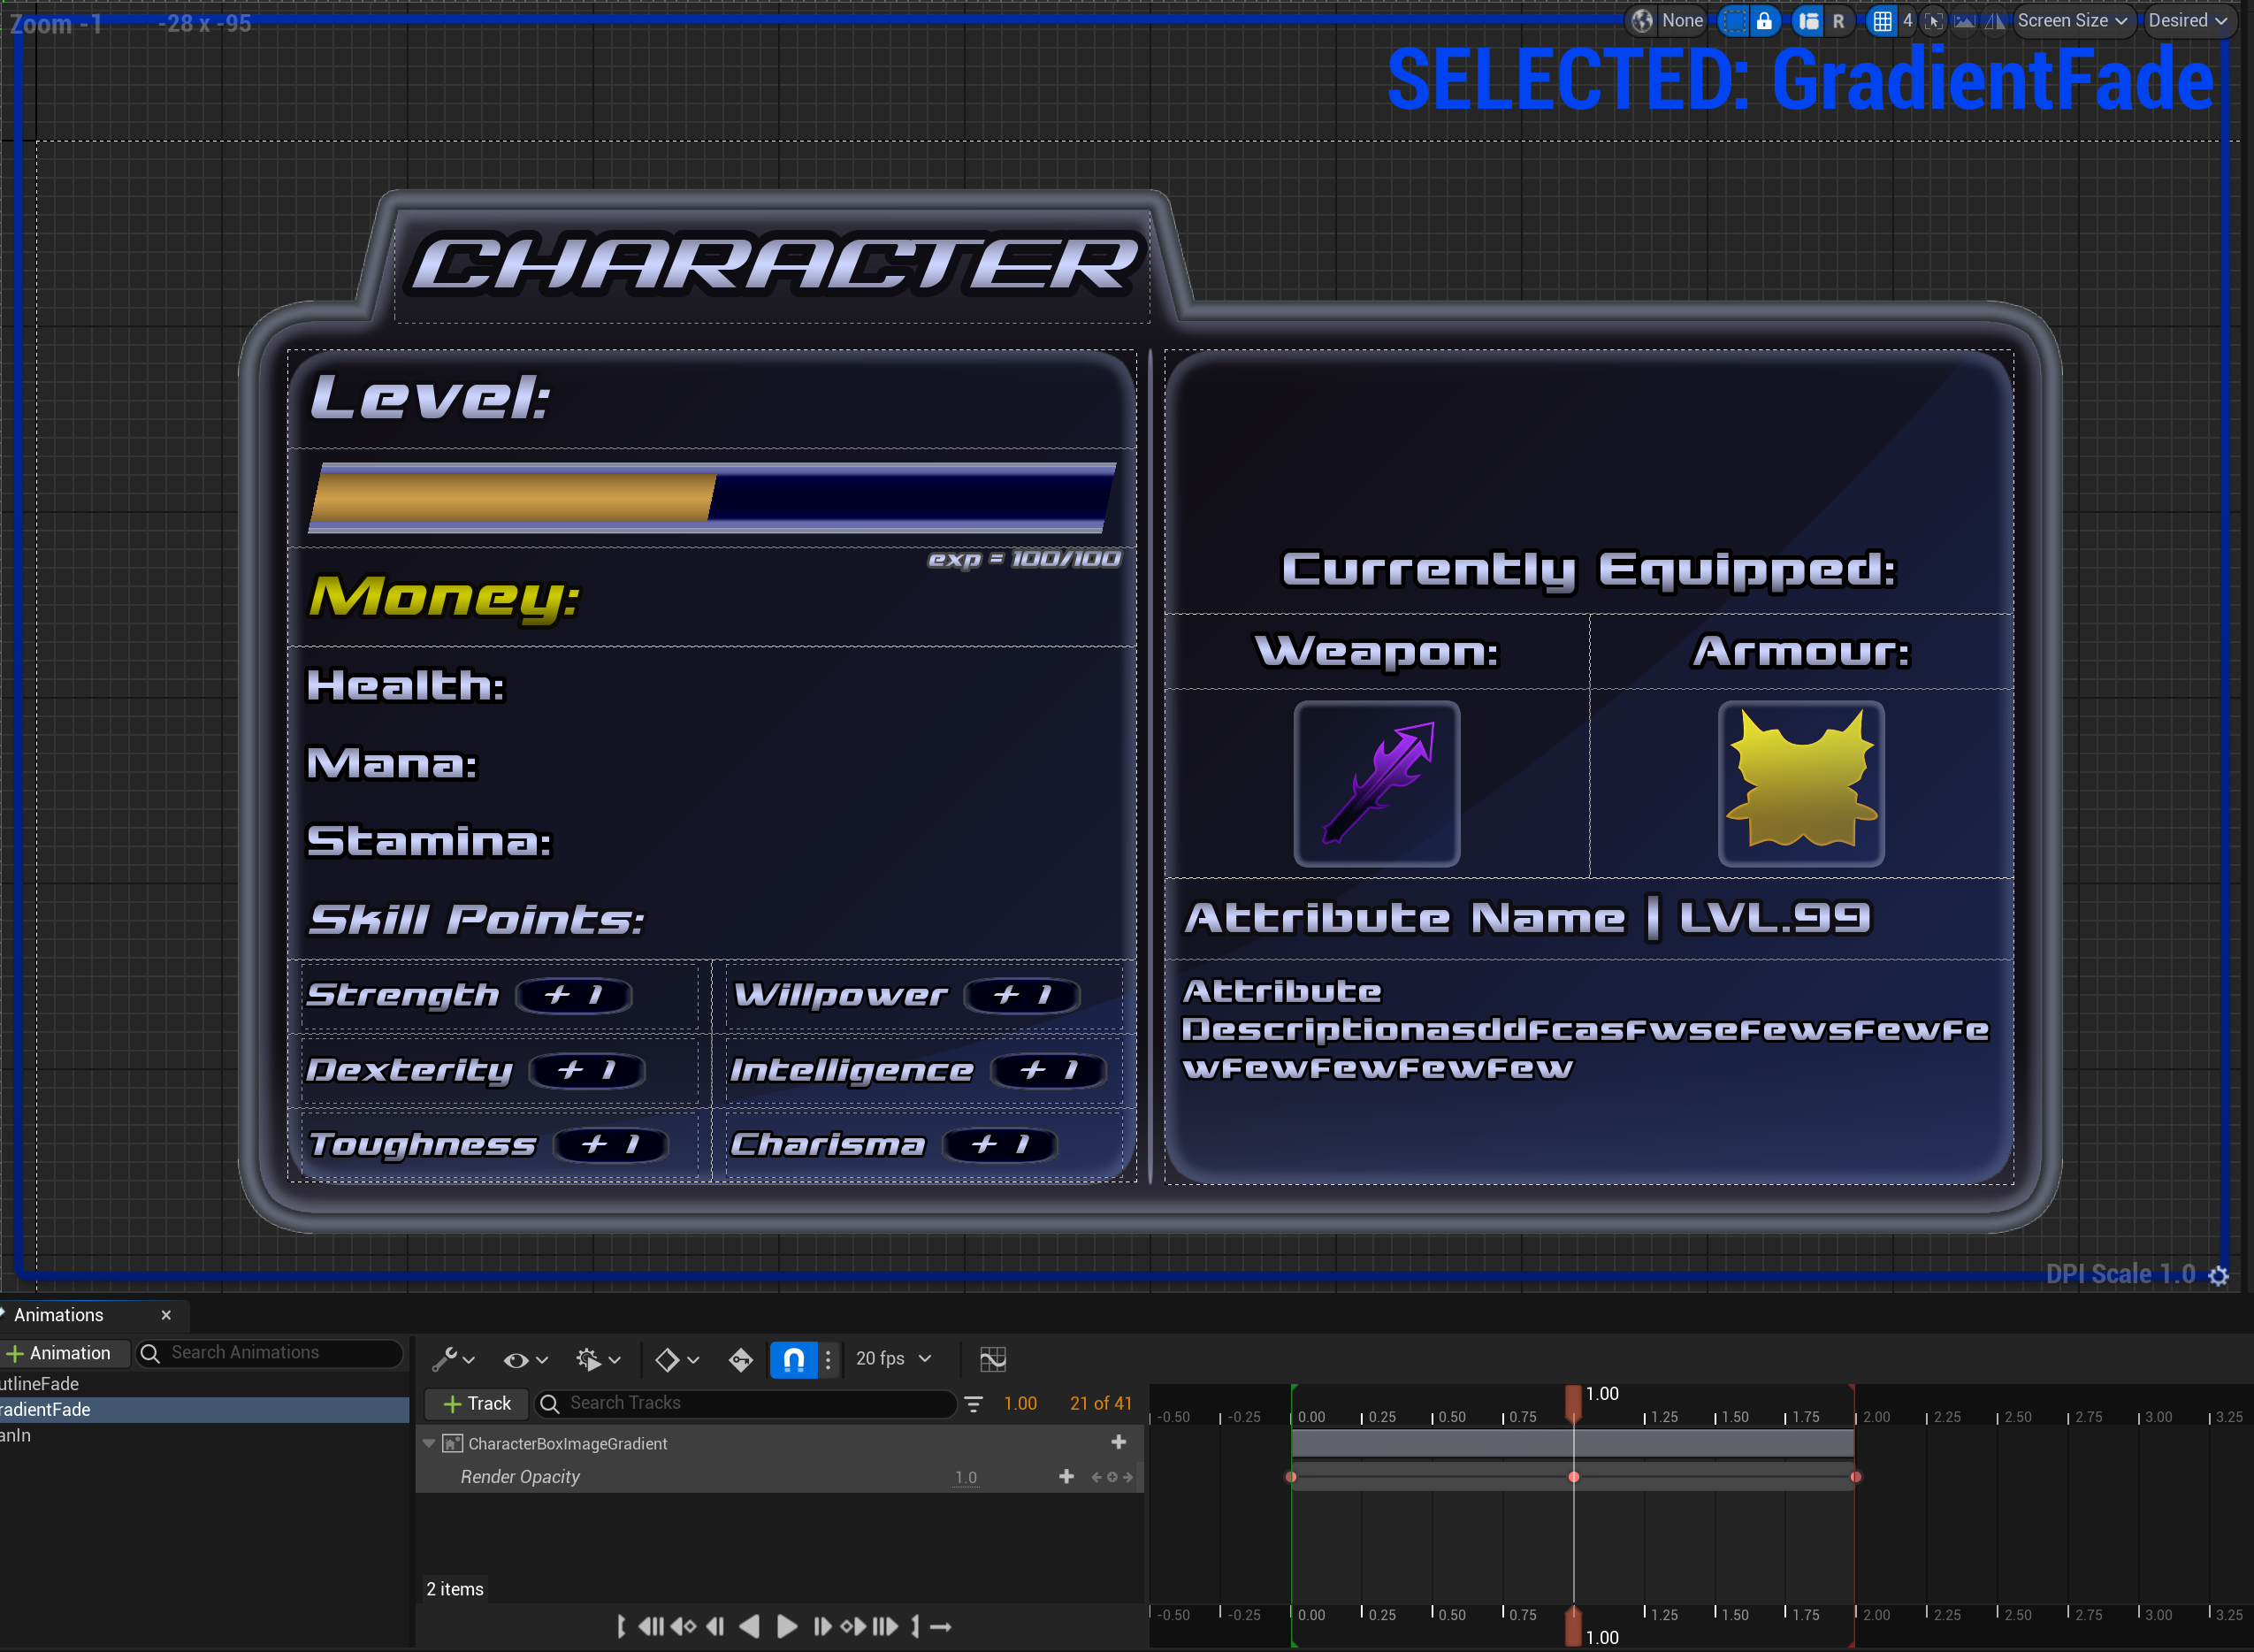 Zoom -1
-28 x -95
None
R
4
Screen Size
Desired
SELECTED: GradientFade
CHARACTER
Level:
exp = 100/100
Money:
Health:
Mana:
Stamina:
Skill Points:
Strength + 1
Willpower + 1
Dexterity + 1
Intelligence + 1
Toughness + 1
Charisma + 1
Currently Equipped:
Weapon:
Armour:
Attribute Name | LVL.99
Attribute
DescriptionasddFcasFwseFewsFewFe
wFewFewFewFew
DPI Scale 1.0
Animations
Animation
Search Animations
utlineFade
radientFade
anIn
20 fps
Track
Search Tracks
1.00
21 of 41
CharacterBoxImageGradient
Render Opacity
1.0
2 items
1.00
-0.50 -0.25 0.00 0.25 0.50 0.75 1.25 1.50 1.75 2.00 2.25 2.50 2.75 3.00 3.25
-0.50 -0.25 0.00 0.25 0.50 0.75 1.25 1.50 1.75 2.00 2.25 2.50 2.75 3.00 3.25
1.00